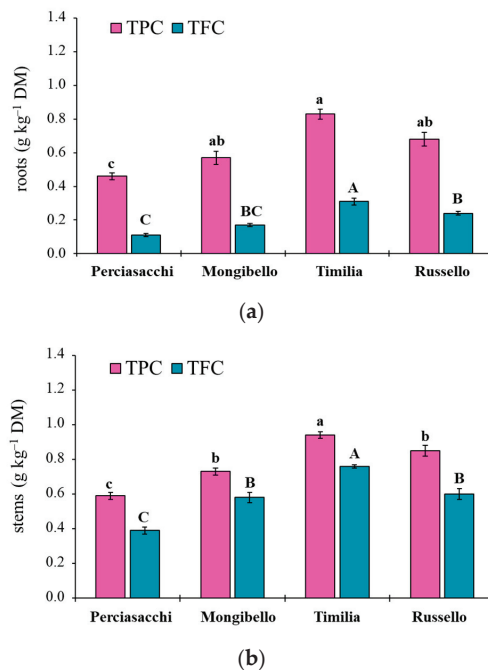 TPC TFC
roots (g kg⁻¹ DM)
1.4
1.2
1.0
0.8
0.6
0.4
0.2
0.0
c C ab BC a A ab B
Perciasacchi Mongibello Timilia Russello
(a)
TPC TFC
stems (g kg⁻¹ DM)
1.4
1.2
1.0
0.8
0.6
0.4
0.2
0.0
c C b B a A b B
Perciasacchi Mongibello Timilia Russello
(b)